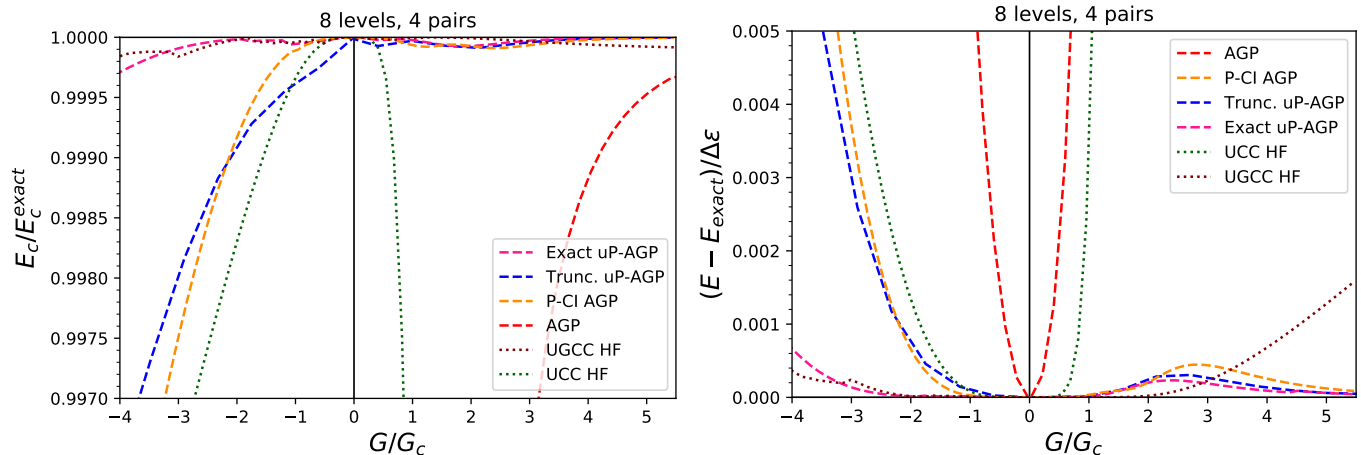 8 levels, 4 pairs
1.0000
0.9995
0.9990
0.9985
0.9980
0.9975
0.9970
−4
−3
−2
−1
0
1
2
3
4
5
E_c/E_c^{exact}
G/G_c
Exact uP-AGP
Trunc. uP-AGP
P-CI AGP
AGP
UGCC HF
UCC HF
8 levels, 4 pairs
0.005
0.004
0.003
0.002
0.001
0.000
−4
−3
−2
−1
0
1
2
3
4
5
(E − E_{exact})/Δε
G/G_c
AGP
P-CI AGP
Trunc. uP-AGP
Exact uP-AGP
UCC HF
UGCC HF